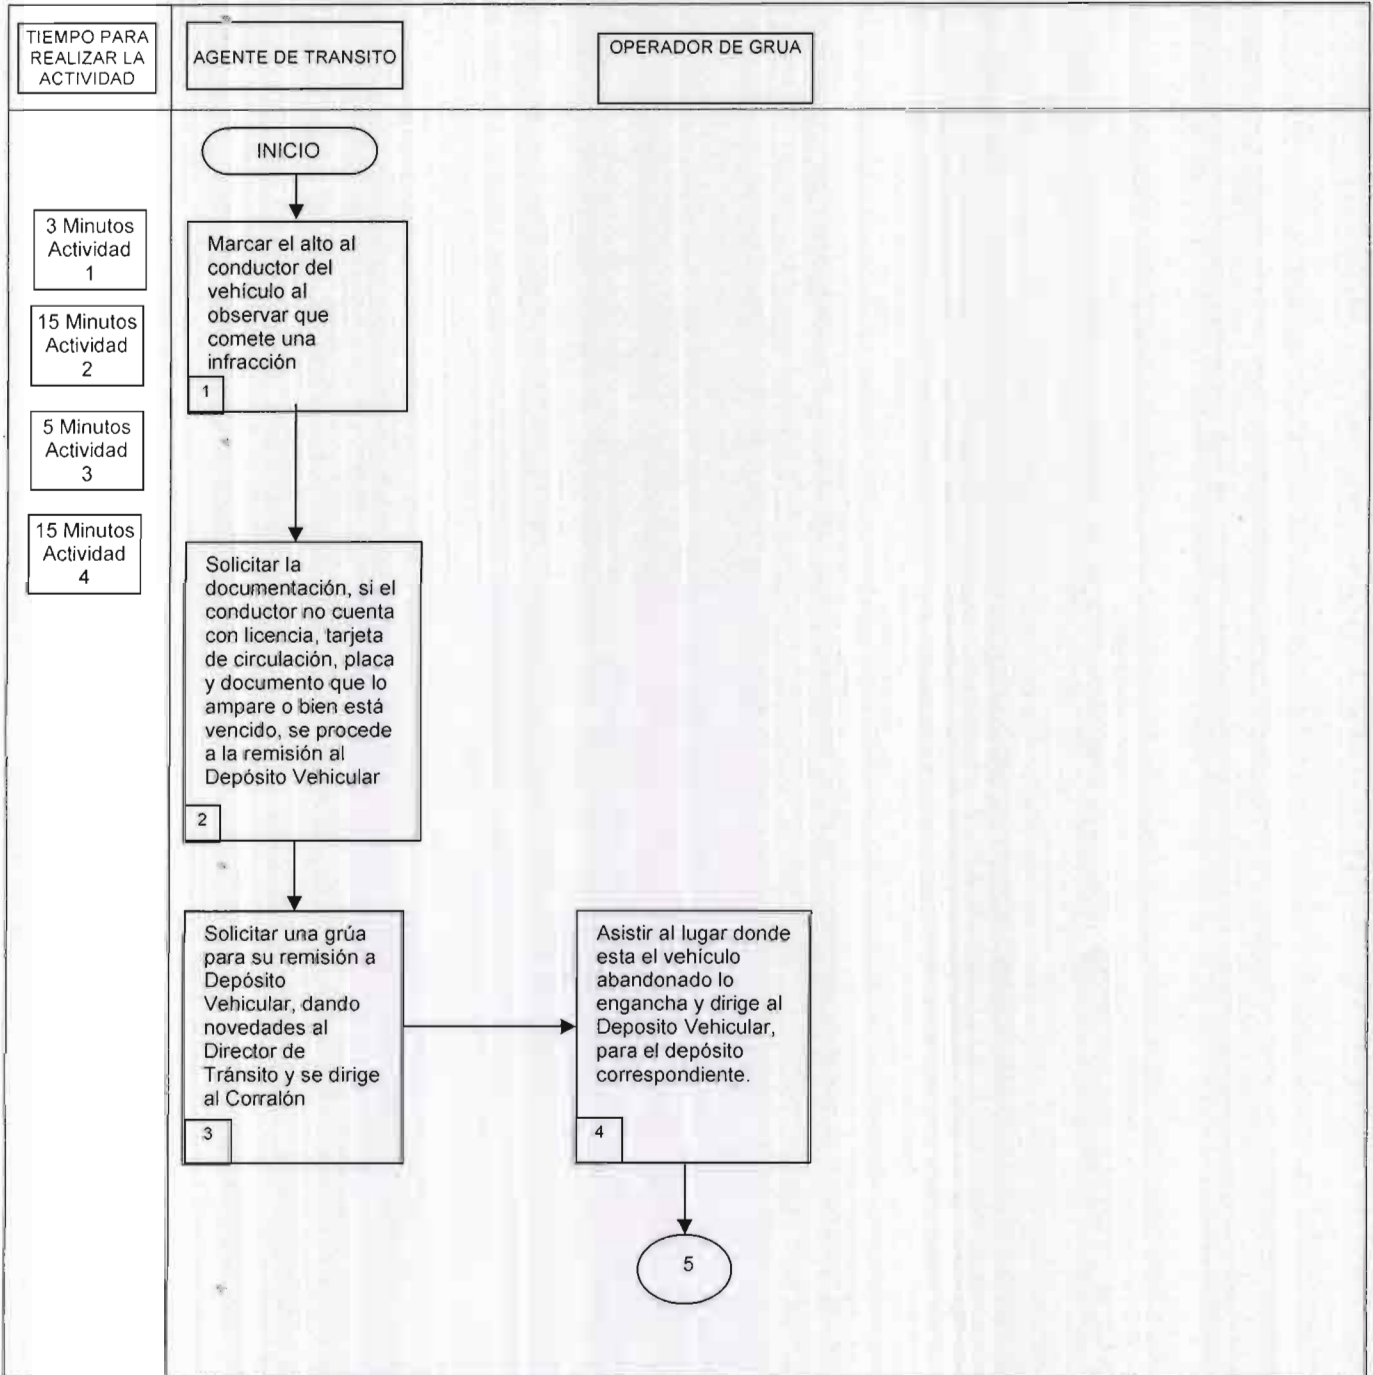 TIEMPO PARA
REALIZAR LA
ACTIVIDAD
AGENTE DE TRANSITO
OPERADOR DE GRUA
INICIO
3 Minutos
Actividad
1
15 Minutos
Actividad
2
5 Minutos
Actividad
3
15 Minutos
Actividad
4
Marcar el alto al
conductor del
vehículo al
observar que
comete una
infracción
1
Solicitar la
documentación, si el
conductor no cuenta
con licencia, tarjeta
de circulación, placa
y documento que lo
ampare o bien está
vencido, se procede
a la remisión al
Depósito Vehicular
2
Solicitar una grúa
para su remisión a
Depósito
Vehicular, dando
novedades al
Director de
Tránsito y se dirige
al Corralón
3
Asistir al lugar donde
esta el vehículo
abandonado lo
engancha y dirige al
Deposito Vehicular,
para el depósito
correspondiente.
4
5